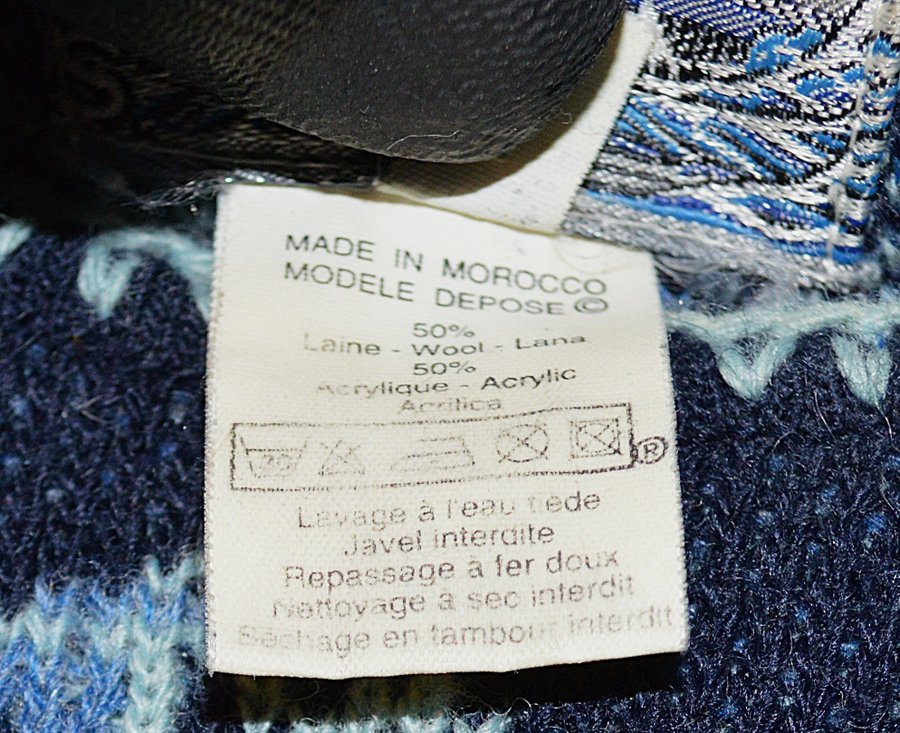 MADE IN MOROCCO
MODELE DEPOSE ©
50%
Laine - Wool - Lana
50%
Acrylique - Acrylic
Acrilica
®
Lavage à l'eau tiede
Javel interdite
Repassage à fer doux
Nettoyage à sec interdit
Séchage en tambour interdit